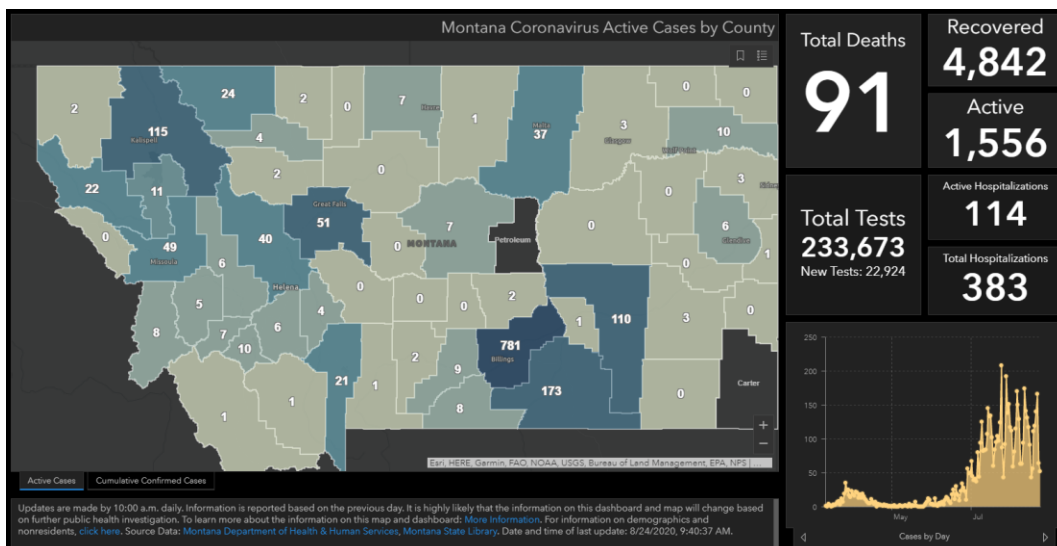 Montana Coronavirus Active Cases by County
2
115
Kalispell
24
2
0
7
Havre
1
Malta
37
3
Glasgow
0
0
10
Wolf Point
4
2
0
0
3
22
11
Great Falls
51
7
MONTANA
0
Petroleum
0
6
Glendive
1
0
49
Missoula
40
6
Helena
0
0
0
0
2
0
0
8
5
7
10
6
4
781
Billings
1
110
3
2
9
173
Carter
1
1
21
1
8
0
+
−
Esri, HERE, Garmin, FAO, NOAA, USGS, Bureau of Land Management, EPA, NPS | ...
Active Cases
Cumulative Confirmed Cases
Updates are made by 10:00 a.m. daily. Information is reported based on the previous day. It is highly likely that the information on this dashboard and map will change based
on further public health investigation. To learn more about the information on this map and dashboard: More Information. For information on demographics and
nonresidents, click here. Source Data: Montana Department of Health & Human Services, Montana State Library. Date and time of last update: 8/24/2020, 9:40:37 AM.
Total Deaths
91
Recovered
4,842
Active
1,556
Total Tests
233,673
New Tests: 22,924
Active Hospitalizations
114
Total Hospitalizations
383
250
200
150
100
50
0
May
Jul
Cases by Day